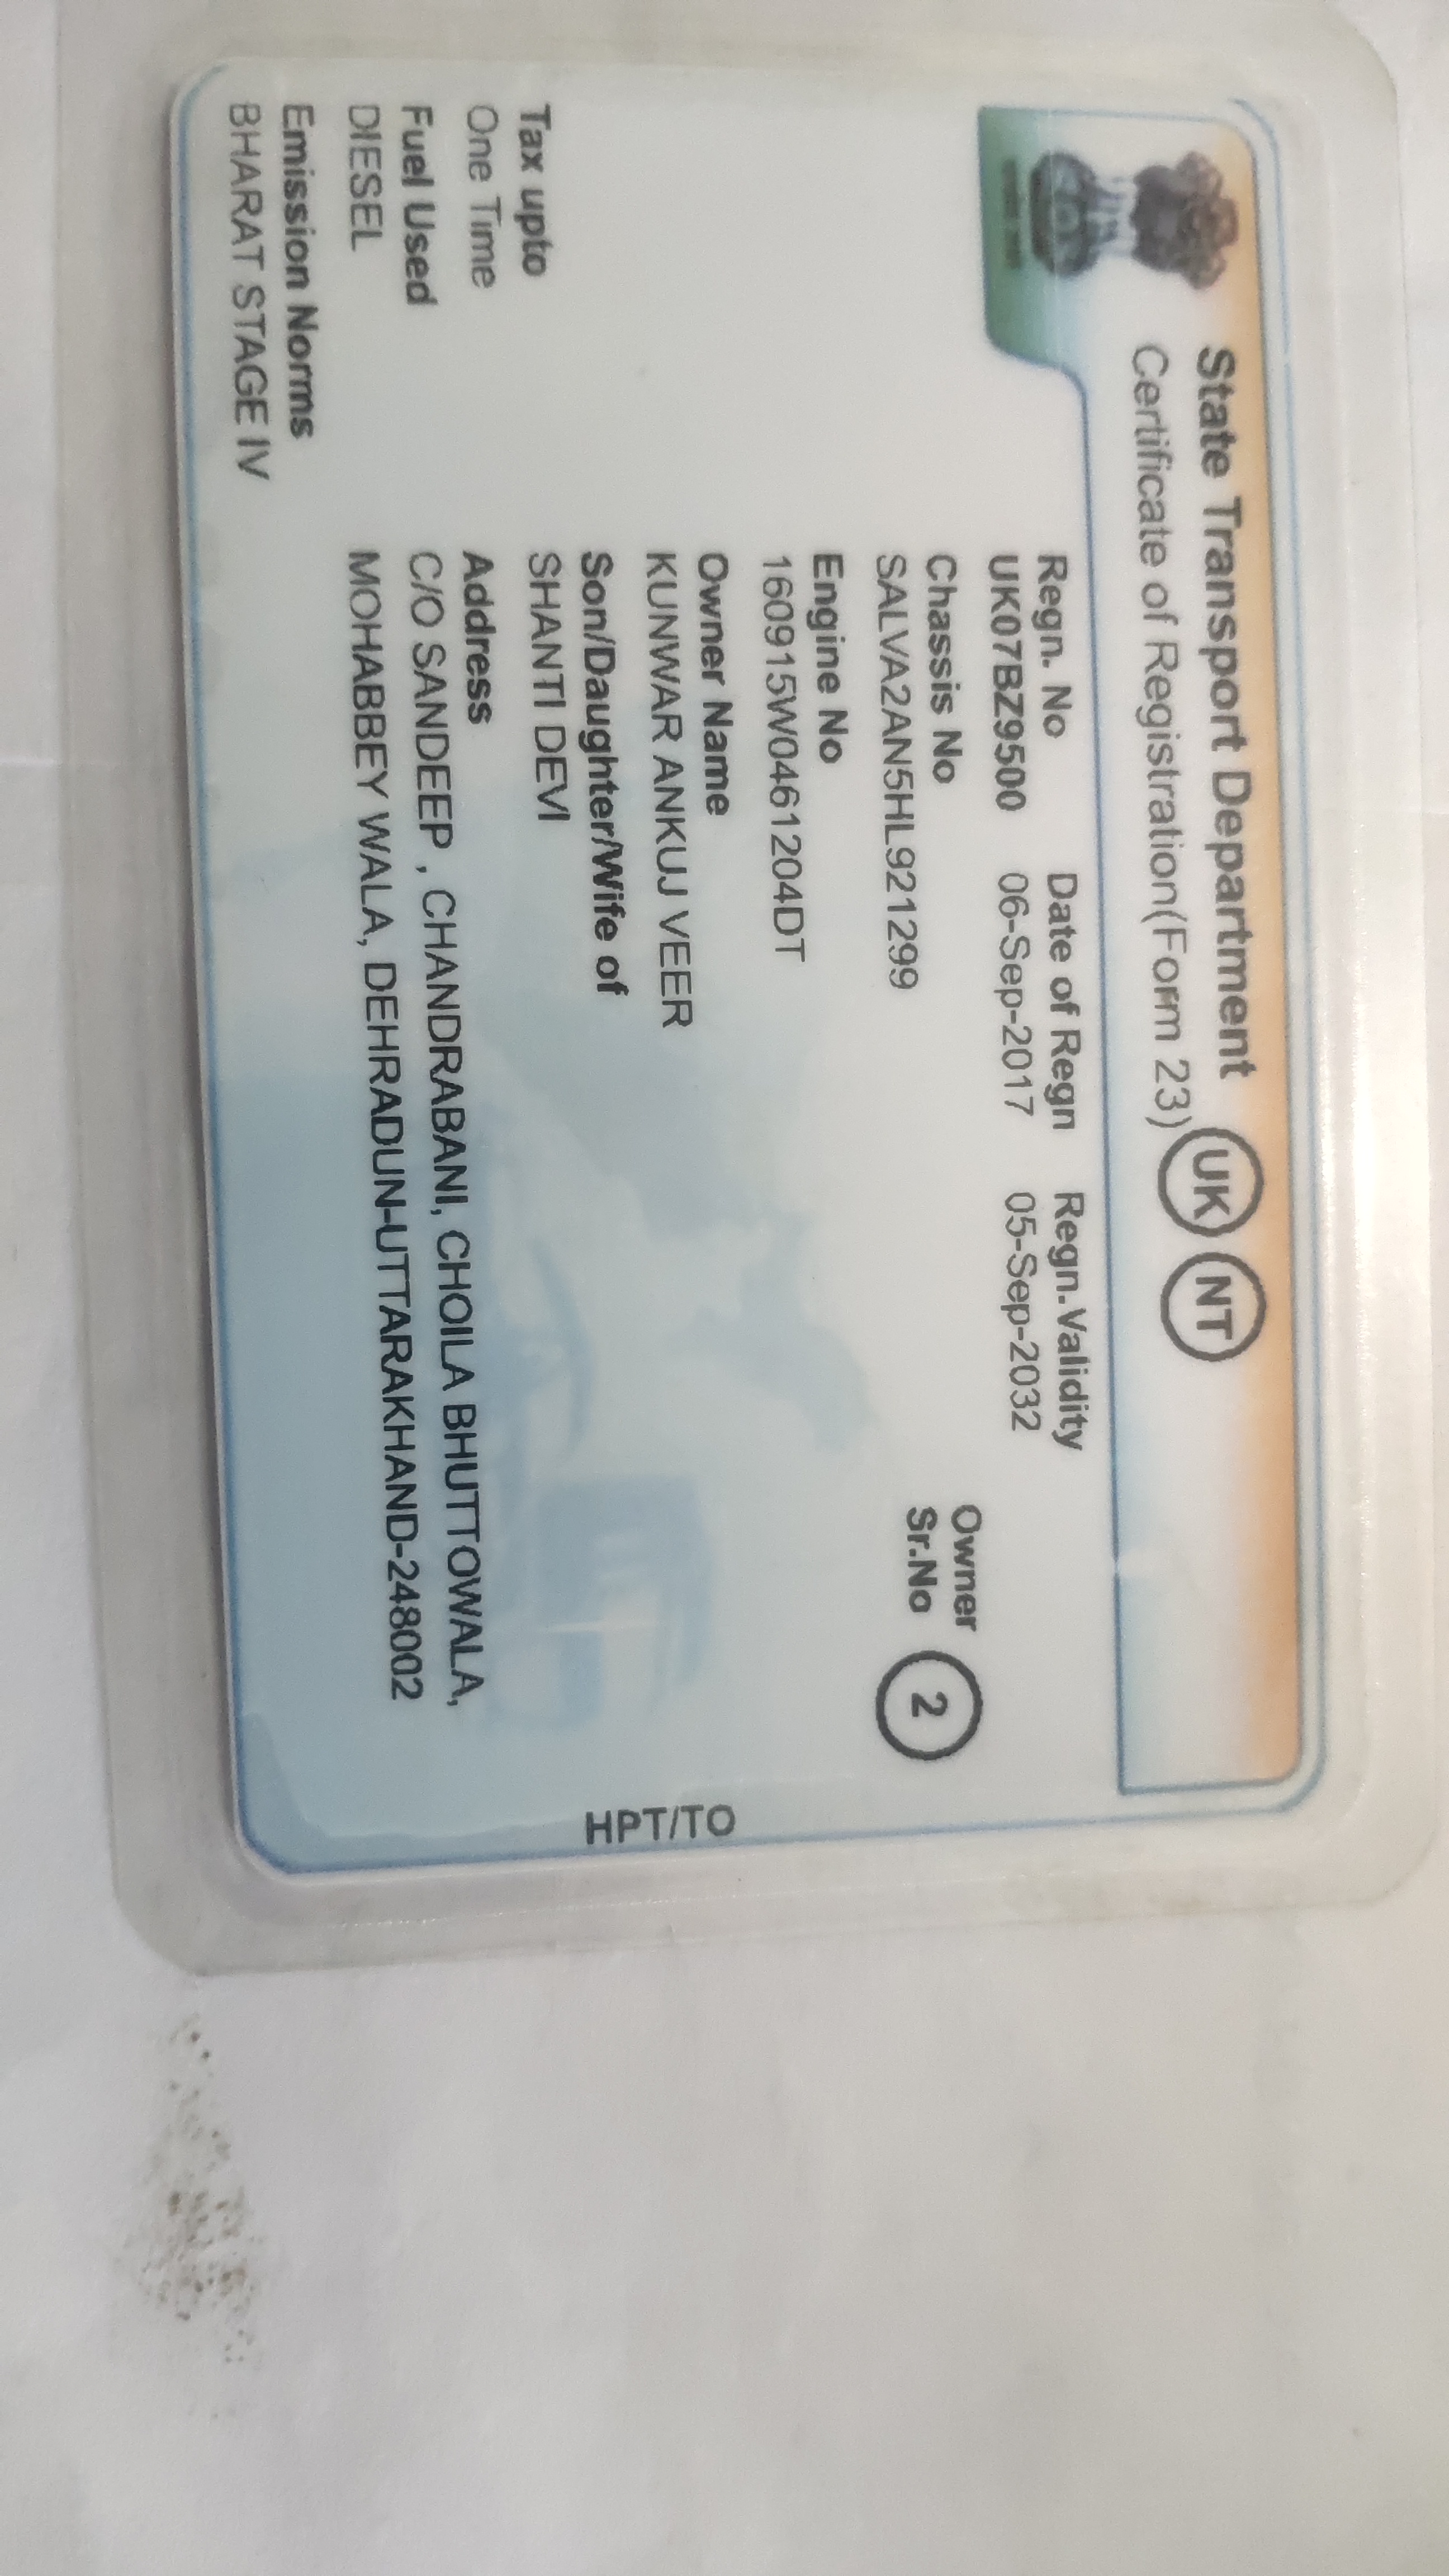 State Transport Department UK NT
Certificate of Registration(Form 23)
Regn. No Date of Regn Regn.Validity
UK07BZ9500 06-Sep-2017 05-Sep-2032
Chassis No
SALVA2AN5HL921299
Owner
Sr.No 2
Engine No
160915W0461204DT
Owner Name
KUNWAR ANKUJ VEER
Son/Daughter/Wife of
SHANTI DEVI
Tax upto
One Time
Fuel Used
DIESEL
Emission Norms
BHARAT STAGE IV
Address
C/O SANDEEP , CHANDRABANI, CHOILA BHUTTOWALA,
MOHABBEY WALA, DEHRADUN-UTTARAKHAND-248002
HPT/TO